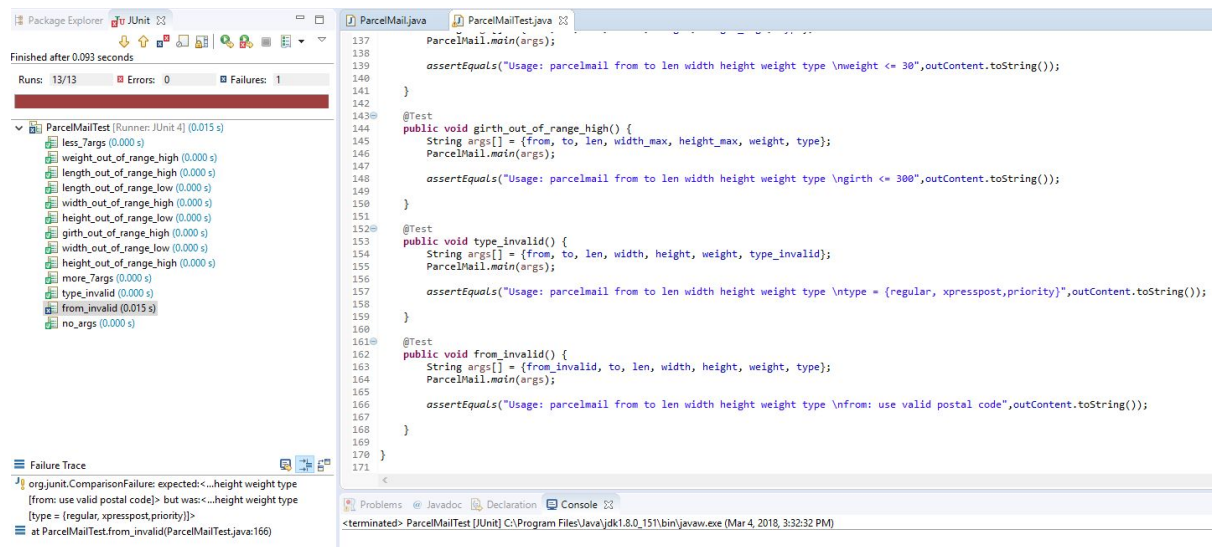 Package Explorer JUnit
Finished after 0.093 seconds
Runs: 13/13 Errors: 0 Failures: 1
ParcelMailTest [Runner: JUnit 4] (0.015 s)
less_7args (0.000 s)
weight_out_of_range_high (0.000 s)
length_out_of_range_high (0.000 s)
length_out_of_range_low (0.000 s)
width_out_of_range_high (0.000 s)
height_out_of_range_low (0.000 s)
girth_out_of_range_high (0.000 s)
width_out_of_range_low (0.000 s)
height_out_of_range_high (0.000 s)
more_7args (0.000 s)
type_invalid (0.000 s)
from_invalid (0.015 s)
no_args (0.000 s)
Failure Trace
org.junit.ComparisonFailure: expected:<...height weight type
[from: use valid postal code]> but was:<...height weight type
[type = {regular, xpresspost,priority}]>
at ParcelMailTest.from_invalid(ParcelMailTest.java:166)
ParcelMail.java ParcelMailTest.java
137 ParcelMail.main(args);
138
139 assertEquals("Usage: parcelmail from to len width height weight type \nweight <= 30",outContent.toString());
140
141 }
142
143 @Test
144 public void girth_out_of_range_high() {
145 String args[] = {from, to, len, width_max, height_max, weight, type};
146 ParcelMail.main(args);
147
148 assertEquals("Usage: parcelmail from to len width height weight type \ngirth <= 300",outContent.toString());
149
150 }
151
152 @Test
153 public void type_invalid() {
154 String args[] = {from, to, len, width, height, weight, type_invalid};
155 ParcelMail.main(args);
156
157 assertEquals("Usage: parcelmail from to len width height weight type \ntype = {regular, xpresspost,priority}",outContent.toString());
158
159 }
160
161 @Test
162 public void from_invalid() {
163 String args[] = {from_invalid, to, len, width, height, weight, type};
164 ParcelMail.main(args);
165
166 assertEquals("Usage: parcelmail from to len width height weight type \nfrom: use valid postal code",outContent.toString());
167
168 }
169
170 }
171
Problems Javadoc Declaration Console
<terminated> ParcelMailTest [JUnit] C:\Program Files\Java\jdk1.8.0_151\bin\javaw.exe (Mar 4, 2018, 3:32:32 PM)